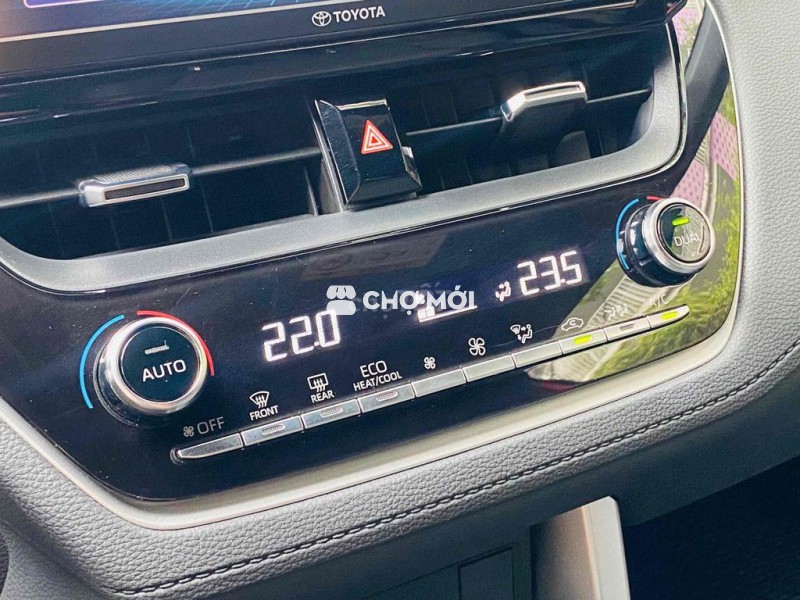 TOYOTA
22.0
23.5
CHỢ MỚI
DUAL
AUTO
OFF
FRONT
REAR
ECO
HEAT/COOL
A/C